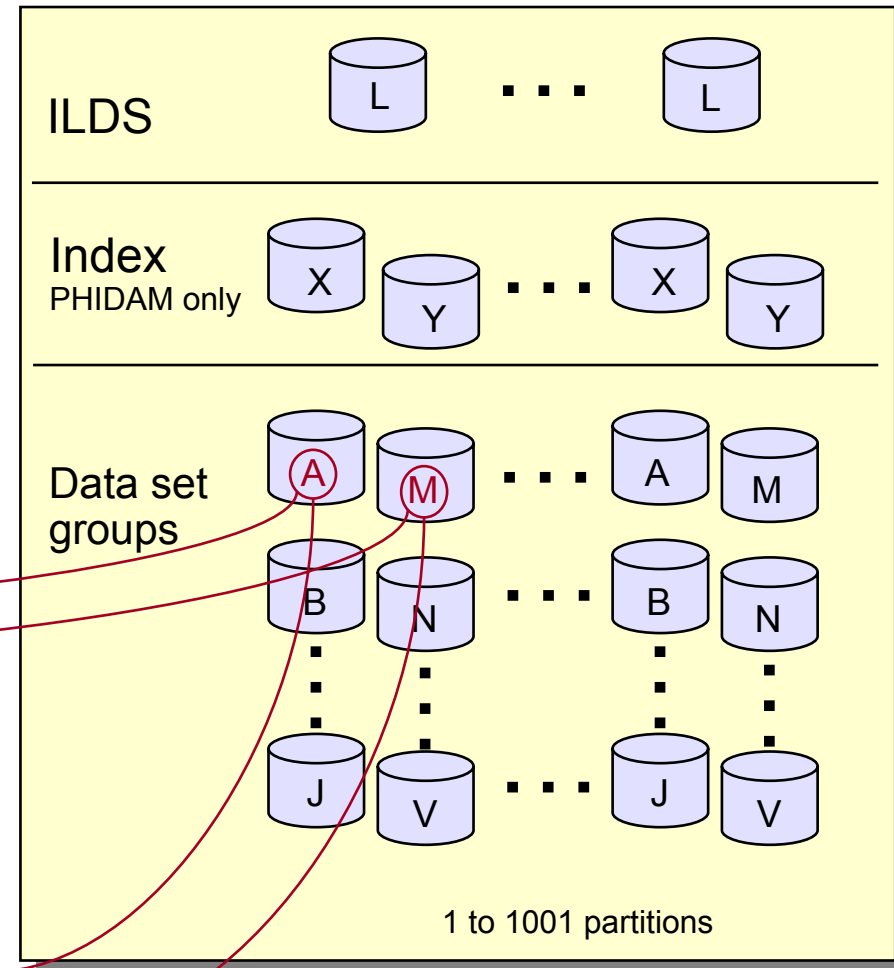 ILDS
L . . . L
Index
PHIDAM only
X Y . . . X Y
Data set
groups
A M . . . A M
B N . . . B N
J V . . . J V
1 to 1001 partitions